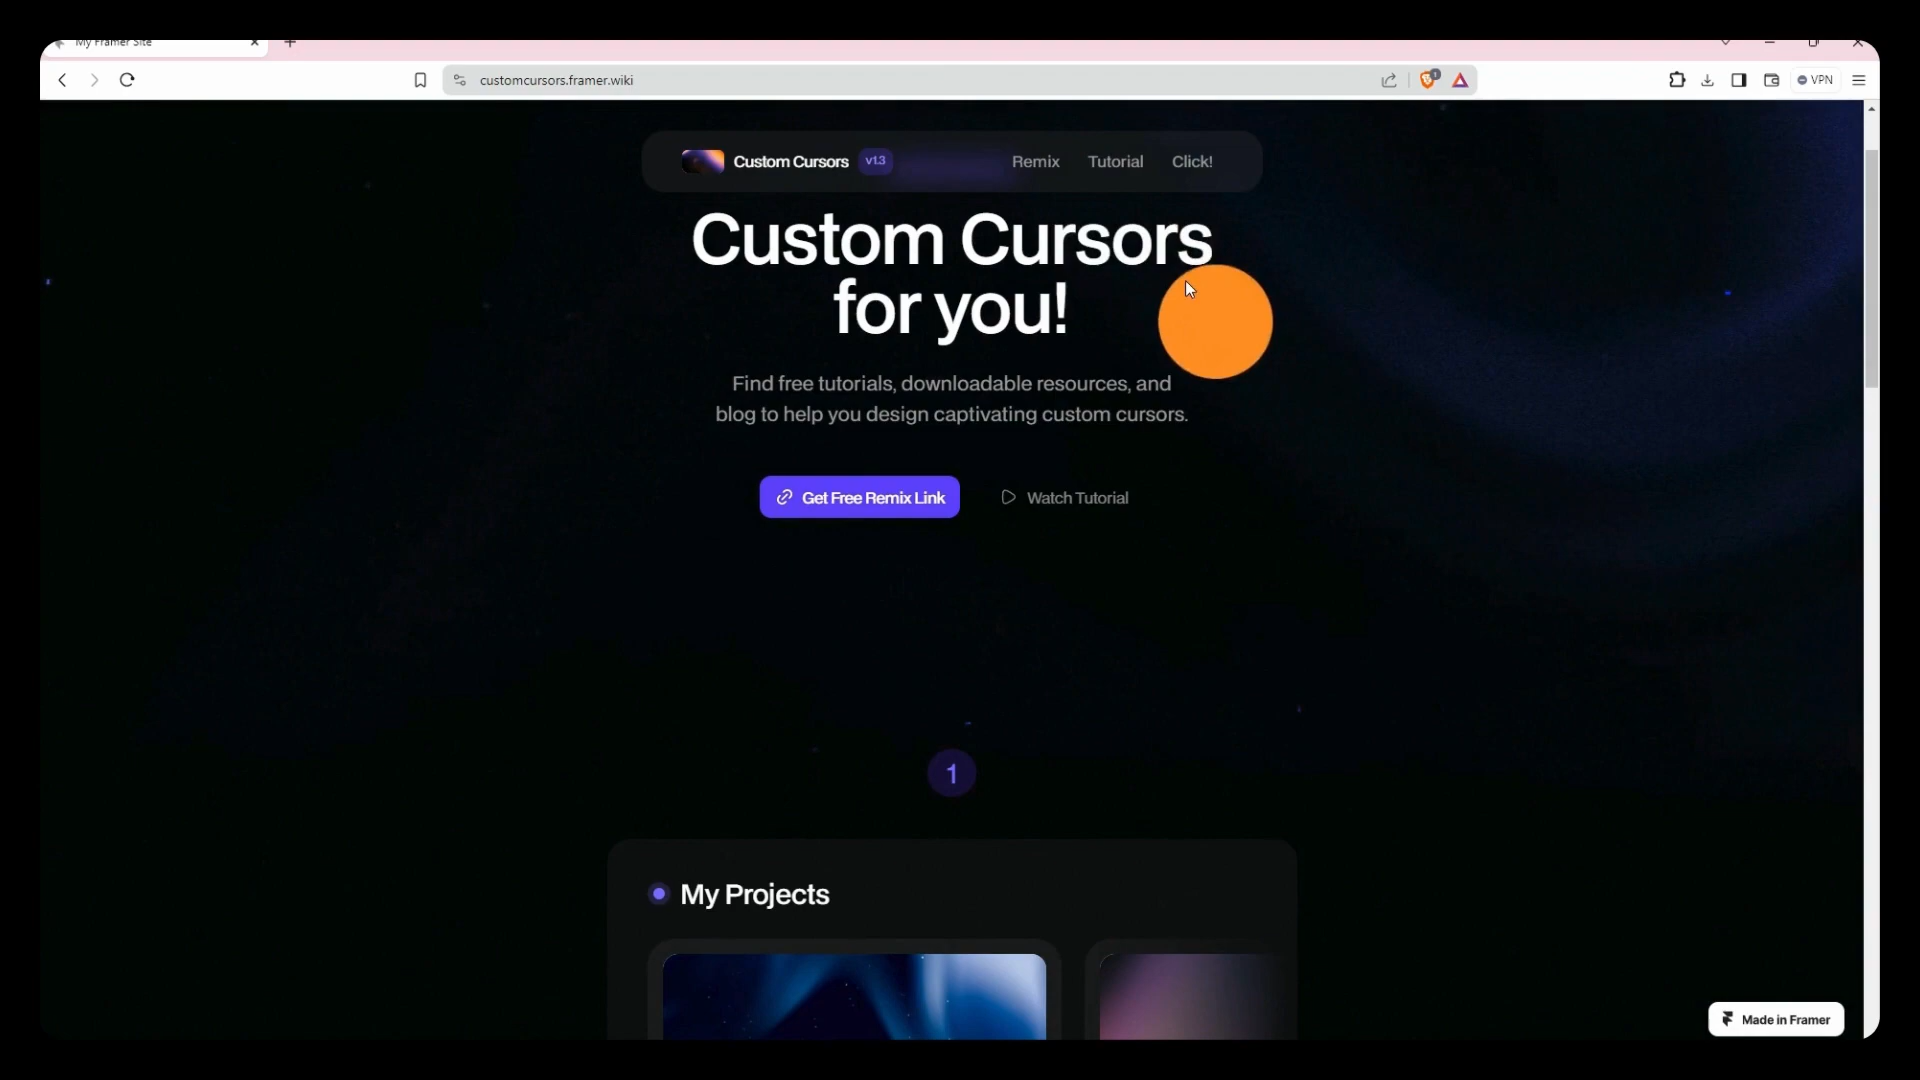 My Framer Site
customcursors.framer.wiki
1
VPN
Custom Cursors v1.3 Remix Tutorial Click!
Custom Cursors
for you!
Find free tutorials, downloadable resources, and
blog to help you design captivating custom cursors.
Get Free Remix Link
Watch Tutorial
1
My Projects
Made in Framer